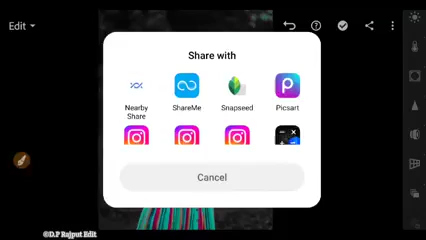 Edit
Share with
Nearby
Share
ShareMe
Snapseed
Picsart
Cancel
©D.P Rajput Edit